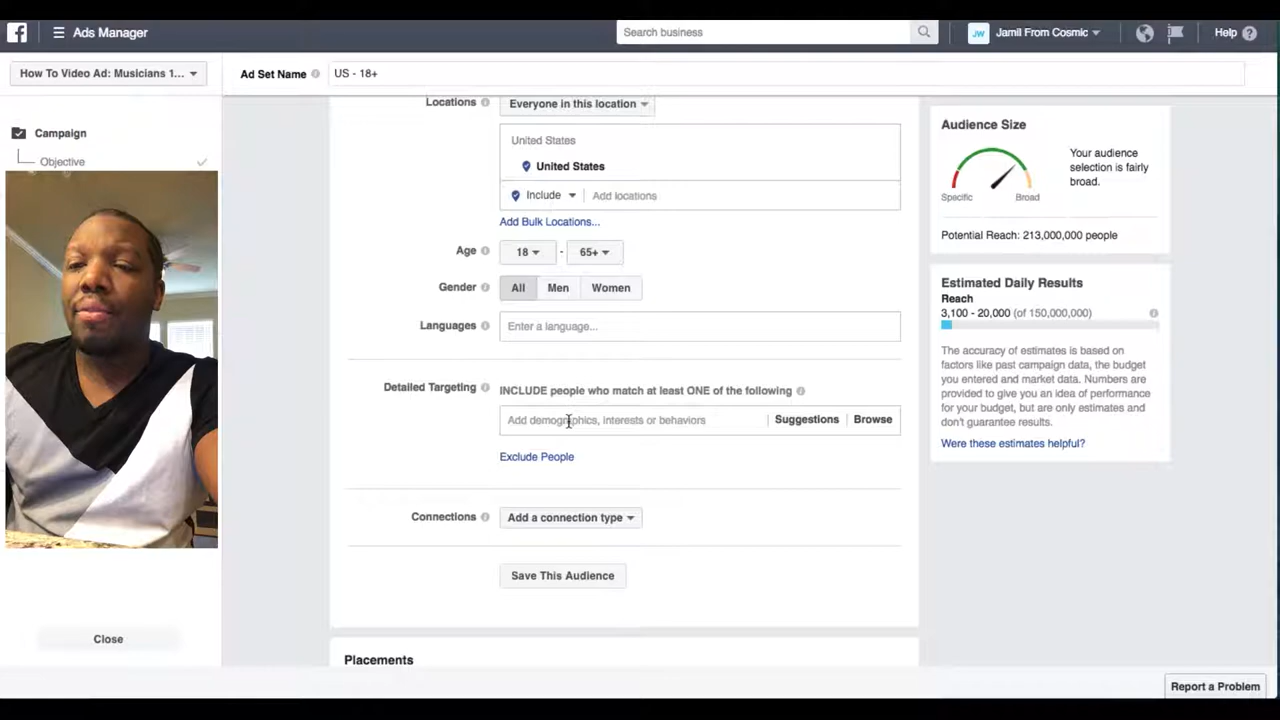 Ads Manager
Search business
JW
Jamil From Cosmic
Help
How To Video Ad: Musicians 1...
Ad Set Name
US - 18+
Campaign
Objective
Close
Locations
Everyone in this location
United States
United States
Include
Add locations
Add Bulk Locations...
Age
18
-
65+
Gender
All
Men
Women
Languages
Enter a language...
Detailed Targeting
INCLUDE people who match at least ONE of the following
Add demographics, interests or behaviors
Suggestions
Browse
Exclude People
Connections
Add a connection type
Save This Audience
Placements
Audience Size
Specific
Broad
Your audience
selection is fairly
broad.
Potential Reach: 213,000,000 people
Estimated Daily Results
Reach
3,100 - 20,000 (of 150,000,000)
The accuracy of estimates is based on
factors like past campaign data, the budget
you entered and market data. Numbers are
provided to give you an idea of performance
for your budget, but are only estimates and
don't guarantee results.
Were these estimates helpful?
Report a Problem